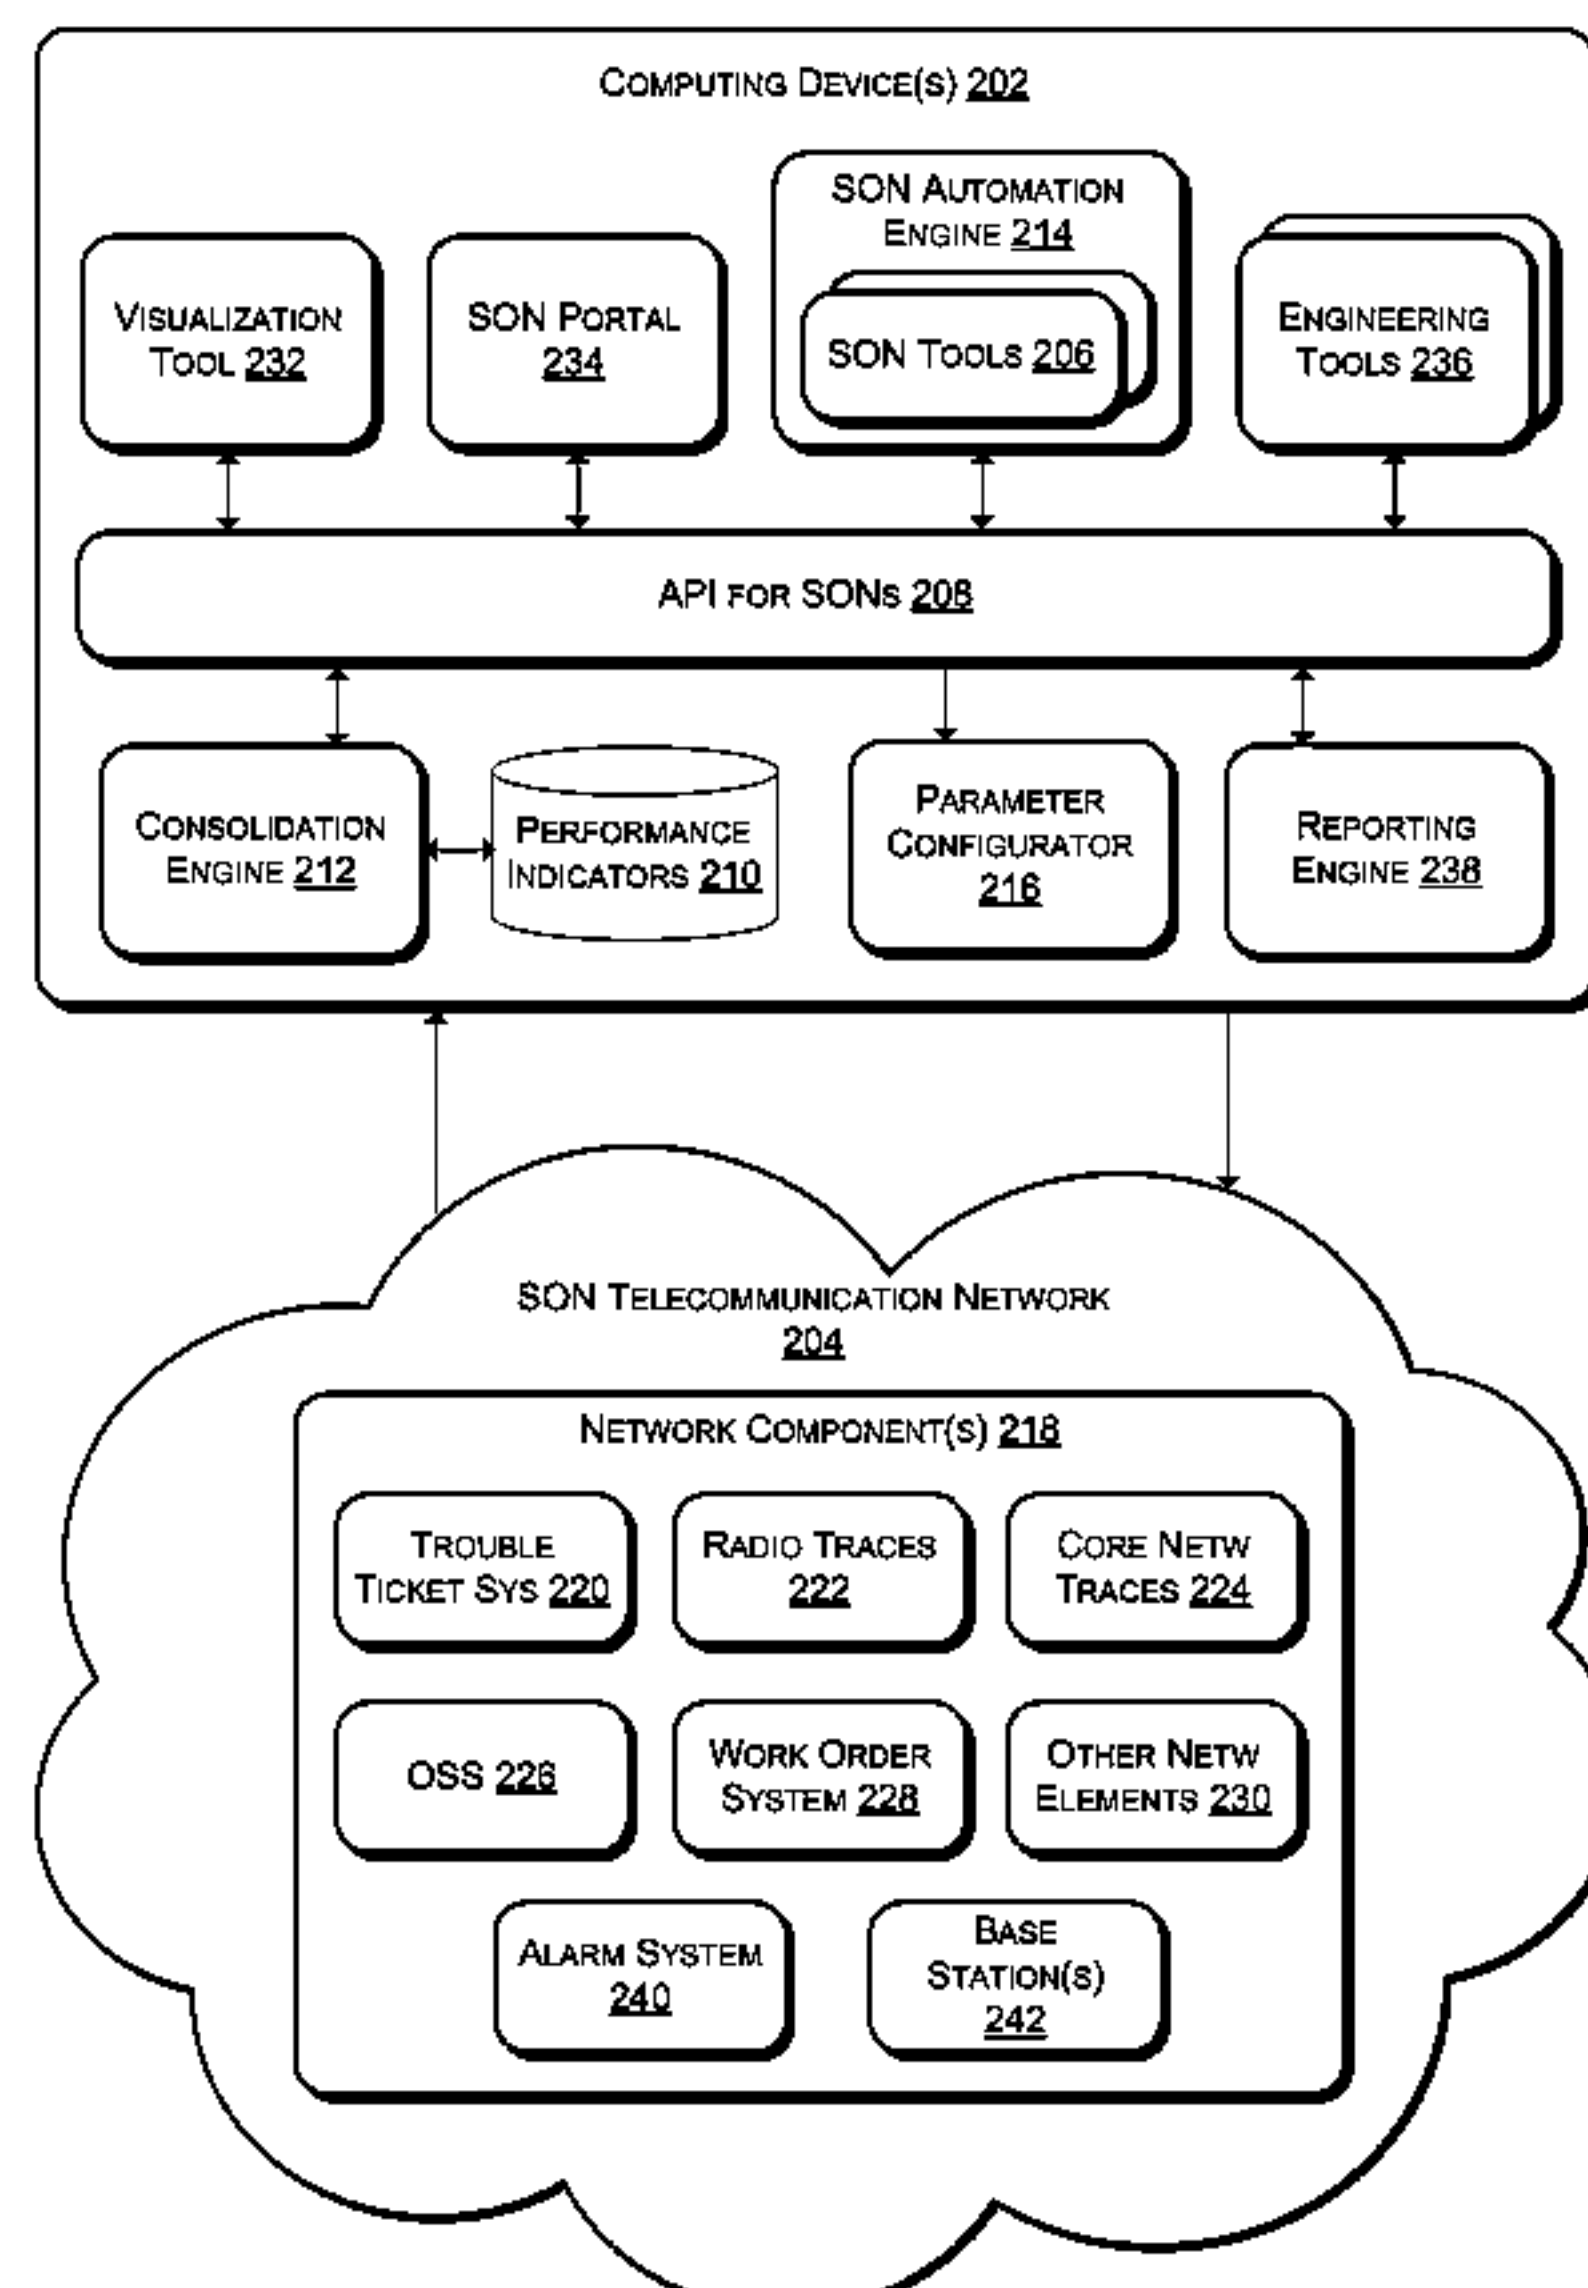 COMPUTING DEVICE(S) 202
SON AUTOMATION
ENGINE 214
VISUALIZATION
TOOL 232
SON PORTAL
234
SON TOOLS 206
ENGINEERING
TOOLS 236
API FOR SONS 208
CONSOLIDATION
ENGINE 212
PERFORMANCE
INDICATORS 210
PARAMETER
CONFIGURATOR
216
REPORTING
ENGINE 238
SON TELECOMMUNICATION NETWORK
204
NETWORK COMPONENT(S) 218
TROUBLE
TICKET SYS 220
RADIO TRACES
222
CORE NETW
TRACES 224
OSS 226
WORK ORDER
SYSTEM 228
OTHER NETW
ELEMENTS 230
ALARM SYSTEM
240
BASE
STATION(S)
242